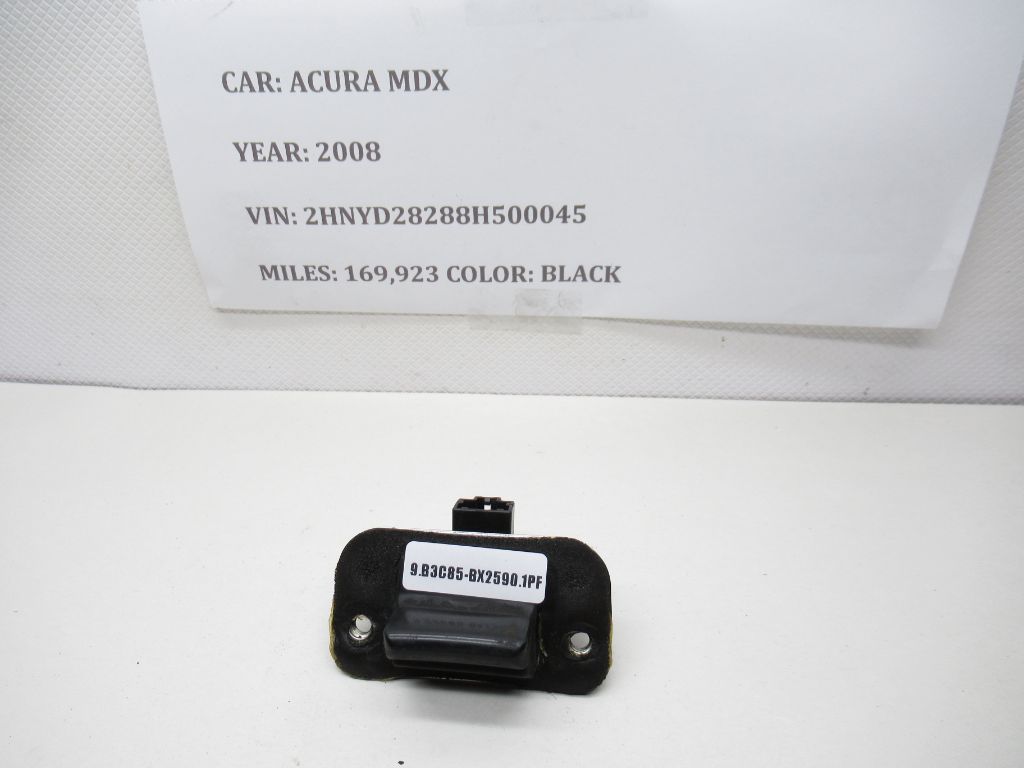 CAR: ACURA MDX
YEAR: 2008
VIN: 2HNYD28288H500045
MILES: 169,923 COLOR: BLACK
9.B3C85-BX2590.1PF